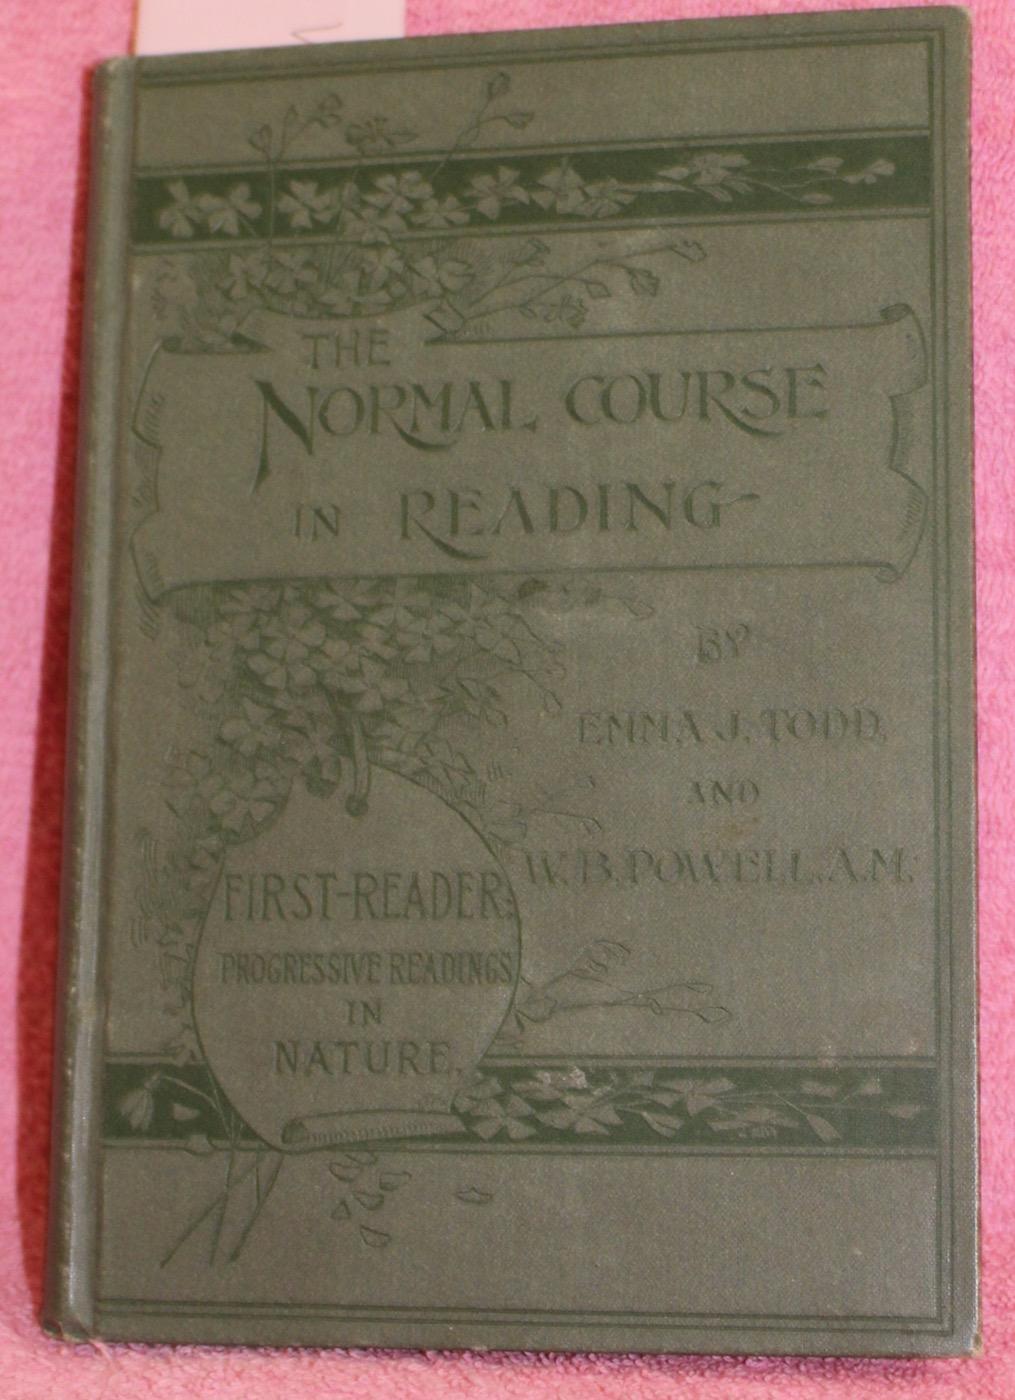 THE
NORMAL COURSE
IN READING
BY
EMMA J. TODD,
AND
W. B. POWELL, A. M.
FIRST-READER.
PROGRESSIVE READINGS
IN
NATURE.